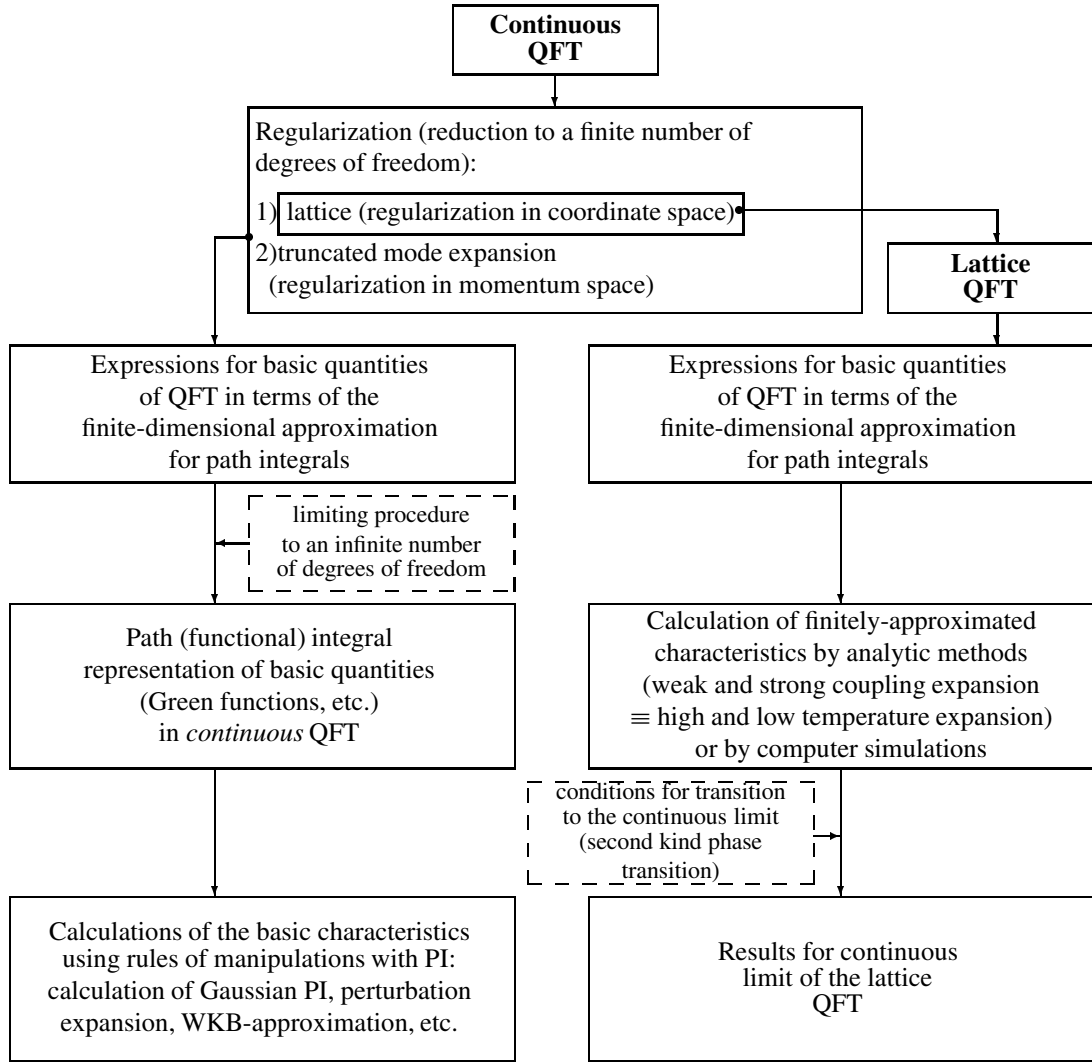 Continuous
QFT
Regularization (reduction to a finite number of
degrees of freedom):
1) lattice (regularization in coordinate space)
2)truncated mode expansion
(regularization in momentum space)
Lattice
QFT
Expressions for basic quantities
of QFT in terms of the
finite-dimensional approximation
for path integrals
Expressions for basic quantities
of QFT in terms of the
finite-dimensional approximation
for path integrals
limiting procedure
to an infinite number
of degrees of freedom
Path (functional) integral
representation of basic quantities
(Green functions, etc.)
in continuous QFT
Calculation of finitely-approximated
characteristics by analytic methods
(weak and strong coupling expansion
≡ high and low temperature expansion)
or by computer simulations
conditions for transition
to the continuous limit
(second kind phase
transition)
Calculations of the basic characteristics
using rules of manipulations with PI:
calculation of Gaussian PI, perturbation
expansion, WKB-approximation, etc.
Results for continuous
limit of the lattice
QFT